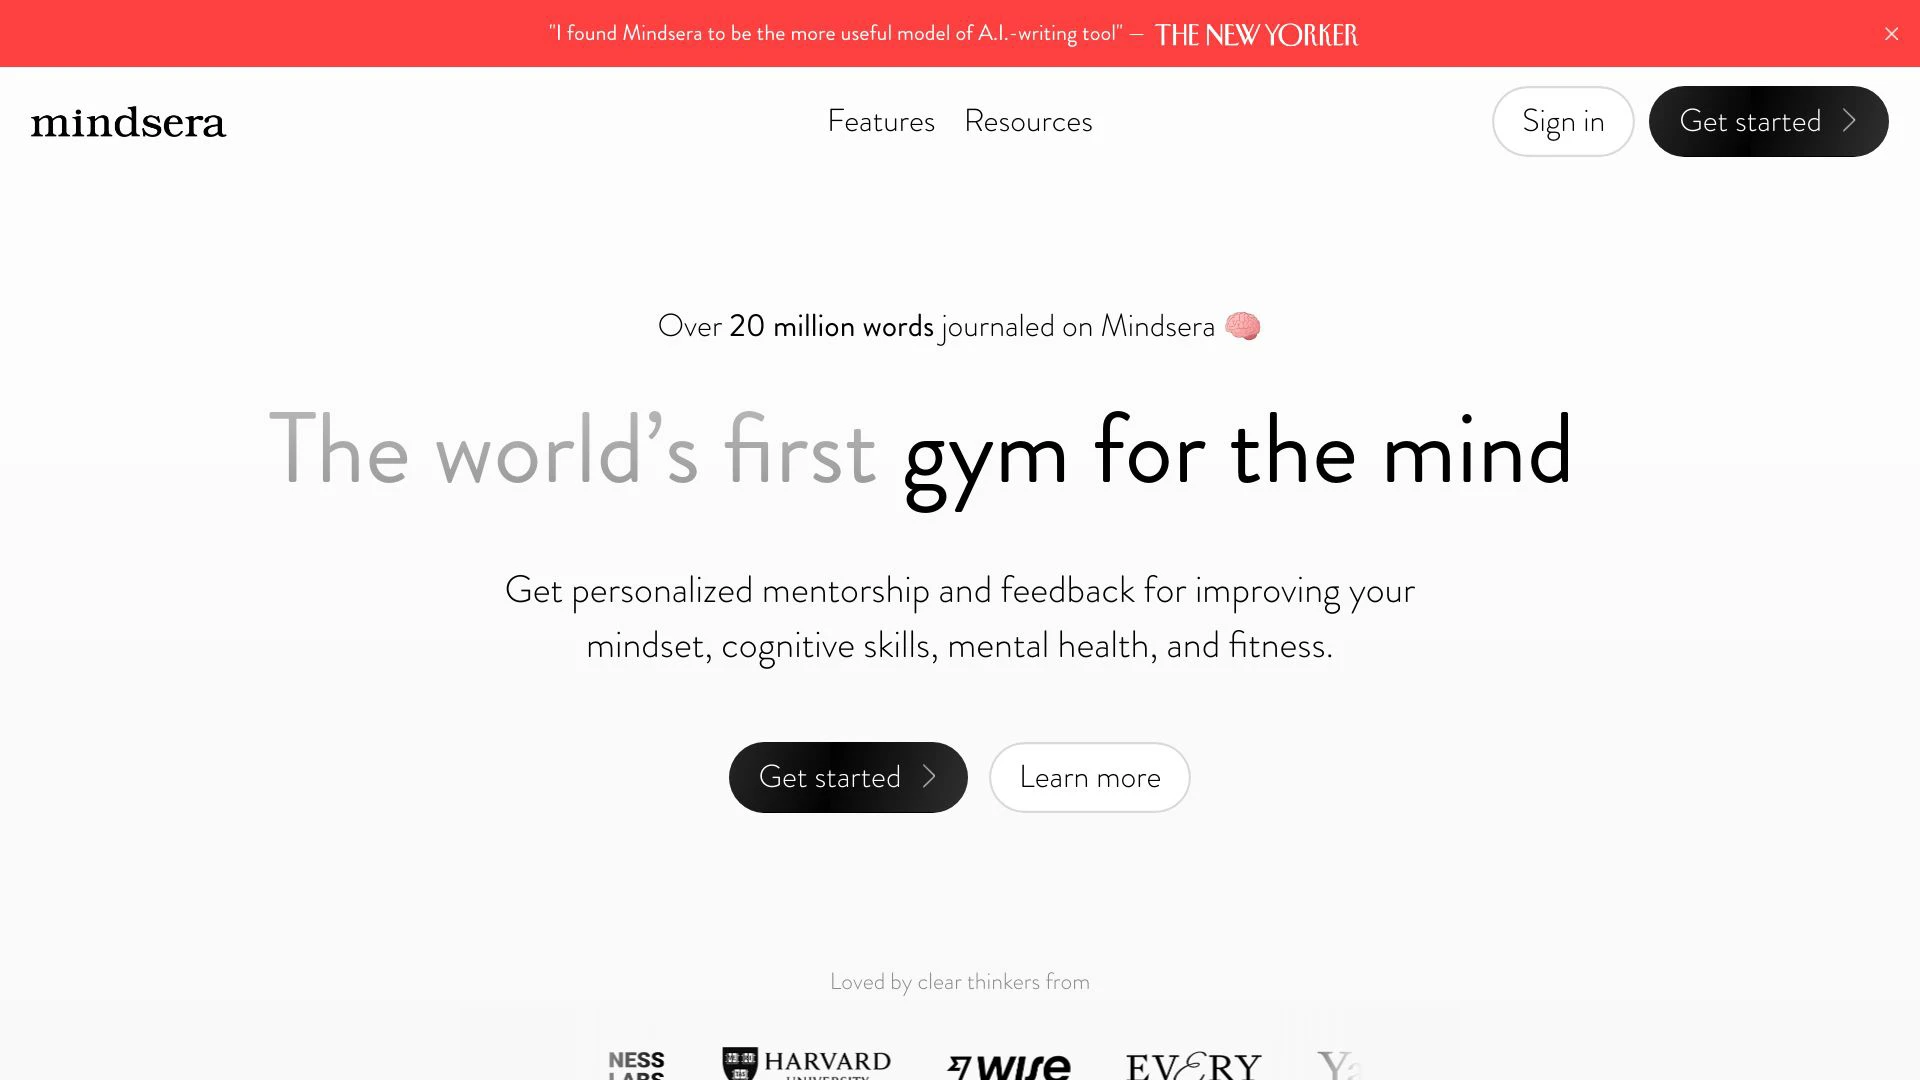 "I found Mindsera to be the more useful model of A.I.-writing tool" — THE NEW YORKER
mindsera
Features
Resources
Sign in
Get started
Over 20 million words journaled on Mindsera
The world’s first gym for the mind
Get personalized mentorship and feedback for improving your
mindset, cognitive skills, mental health, and fitness.
Get started
Learn more
Loved by clear thinkers from
NESS
LABS
HARVARD
UNIVERSITY
WISE
EVERY